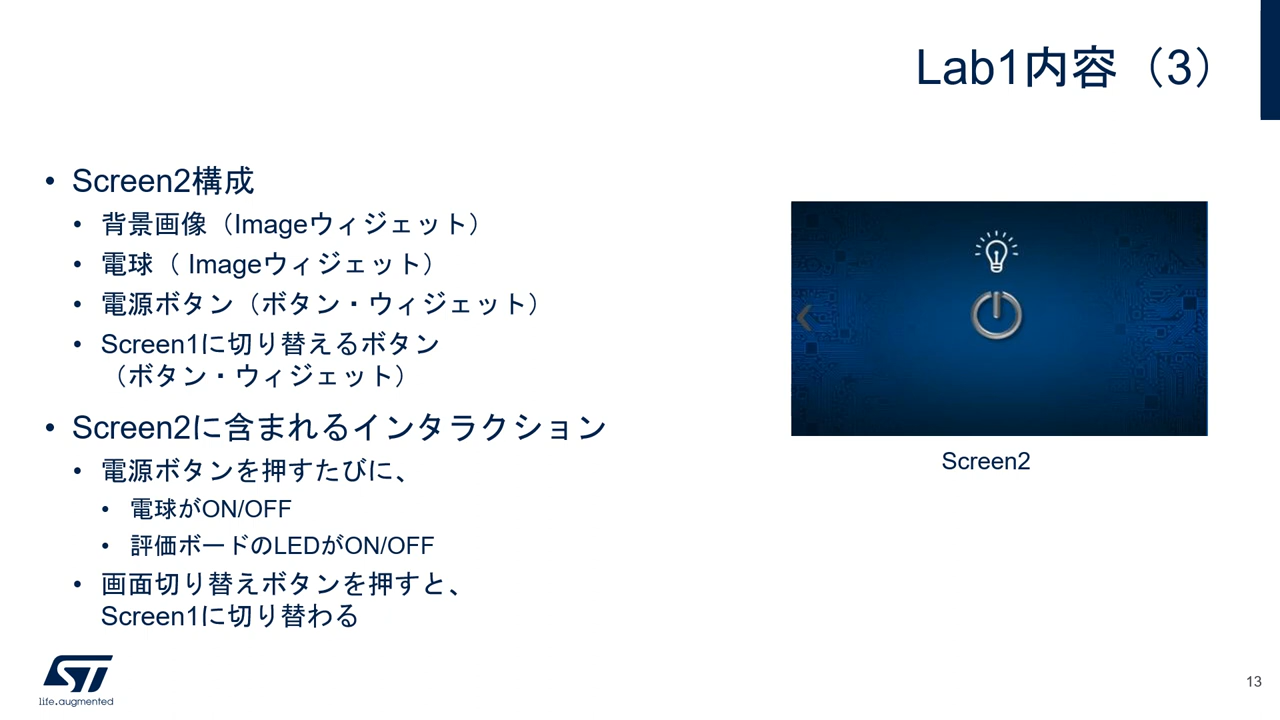 Lab1内容（3）
• Screen2構成
• 背景画像（Imageウィジェット）
• 電球（ Imageウィジェット）
• 電源ボタン（ボタン・ウィジェット）
• Screen1に切り替えるボタン
（ボタン・ウィジェット）
• Screen2に含まれるインタラクション
• 電源ボタンを押すたびに、
• 電球がON/OFF
• 評価ボードのLEDがON/OFF
• 画面切り替えボタンを押すと、
Screen1に切り替わる
Screen2
ST
life.augmented
13